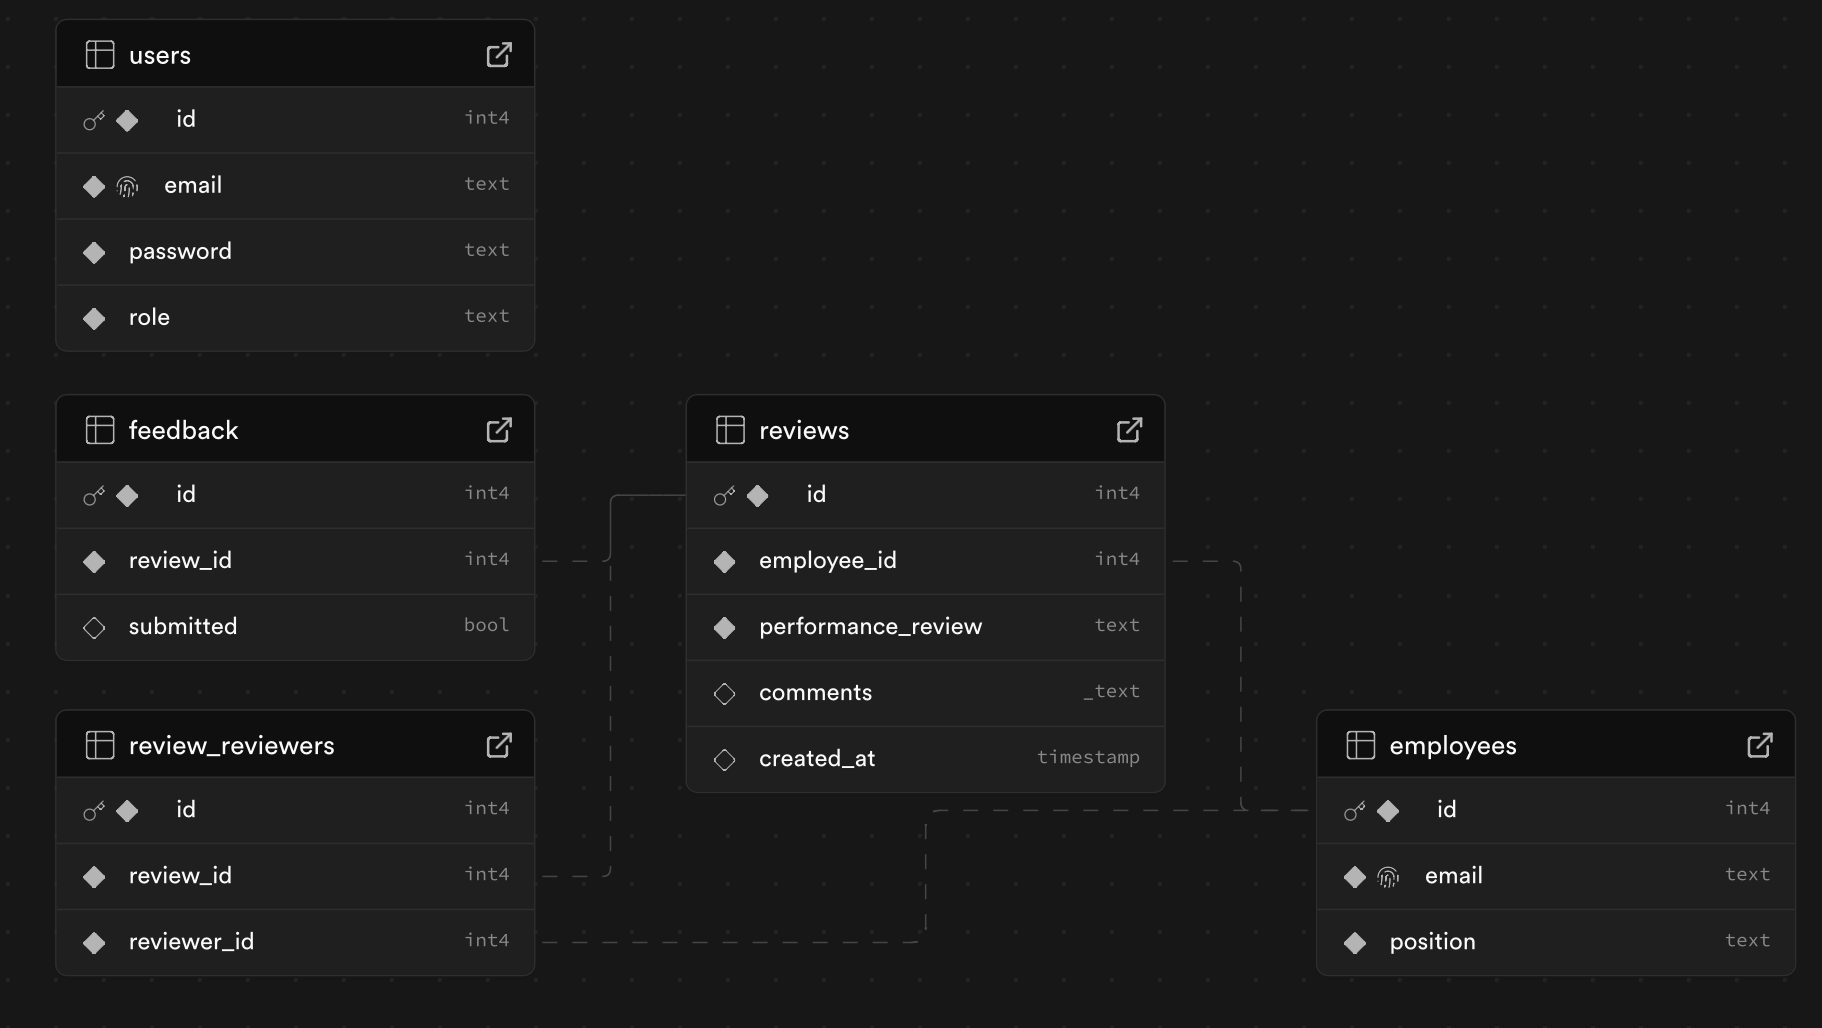 users
id int4
email text
password text
role text
feedback
id int4
review_id int4
submitted bool
reviews
id int4
employee_id int4
performance_review text
comments _text
created_at timestamp
review_reviewers
id int4
review_id int4
reviewer_id int4
employees
id int4
email text
position text